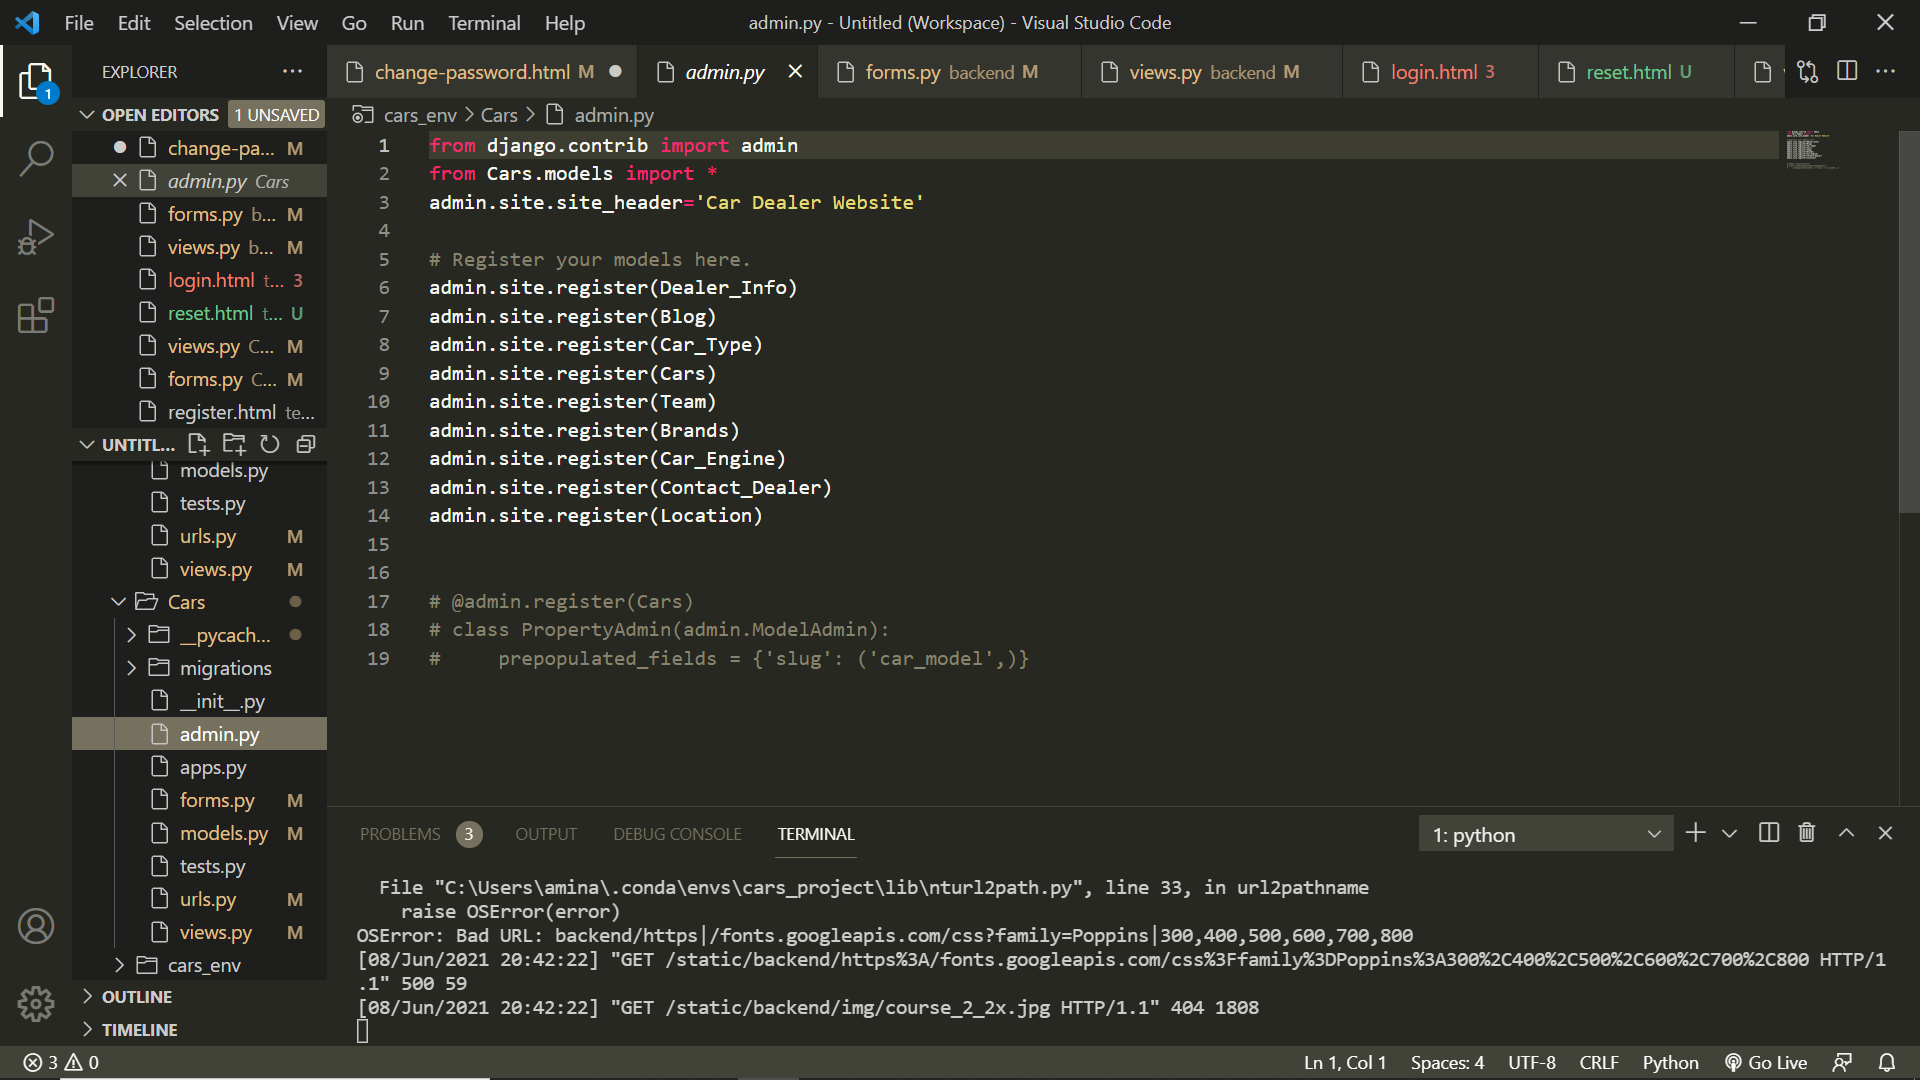 File Edit Selection View Go Run Terminal Help
admin.py - Untitled (Workspace) - Visual Studio Code
1
EXPLORER
OPEN EDITORS 1 UNSAVED
change-pa... M
admin.py Cars
forms.py b... M
views.py b... M
login.html t... 3
reset.html t... U
views.py C... M
forms.py C... M
register.html te...
UNTITL...
models.py
tests.py
urls.py M
views.py M
Cars
__pycach...
migrations
__init__.py
admin.py
apps.py
forms.py M
models.py M
tests.py
urls.py M
views.py M
cars_env
OUTLINE
TIMELINE
change-password.html M
admin.py
forms.py backend M
views.py backend M
login.html 3
reset.html U
cars_env > Cars > admin.py
1 from django.contrib import admin
2 from Cars.models import *
3 admin.site.site_header='Car Dealer Website'
4
5 # Register your models here.
6 admin.site.register(Dealer_Info)
7 admin.site.register(Blog)
8 admin.site.register(Car_Type)
9 admin.site.register(Cars)
10 admin.site.register(Team)
11 admin.site.register(Brands)
12 admin.site.register(Car_Engine)
13 admin.site.register(Contact_Dealer)
14 admin.site.register(Location)
15
16
17 # @admin.register(Cars)
18 # class PropertyAdmin(admin.ModelAdmin):
19 #     prepopulated_fields = {'slug': ('car_model',)}
PROBLEMS 3 OUTPUT DEBUG CONSOLE TERMINAL
1: python
File "C:\Users\amina\.conda\envs\cars_project\lib\nturl2path.py", line 33, in url2pathname
raise OSError(error)
OSError: Bad URL: backend/https|/fonts.googleapis.com/css?family=Poppins|300,400,500,600,700,800
[08/Jun/2021 20:42:22] "GET /static/backend/https%3A/fonts.googleapis.com/css%3Ffamily%3DPoppins%3A300%2C400%2C500%2C600%2C700%2C800 HTTP/1
.1" 500 59
[08/Jun/2021 20:42:22] "GET /static/backend/img/course_2_2x.jpg HTTP/1.1" 404 1808
3 0
Ln 1, Col 1 Spaces: 4 UTF-8 CRLF Python Go Live